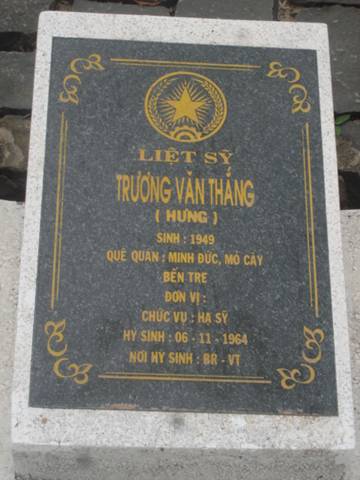 LIỆT SỸ
TRƯƠNG VĂN THẮNG
( HƯNG )
SINH : 1949
QUÊ QUÁN : MINH ĐỨC, MỎ CÀY
BẾN TRE
ĐƠN VỊ :
CHỨC VỤ : HẠ SỸ
HY SINH : 06 - 11 - 1964
NƠI HY SINH : BR - VT